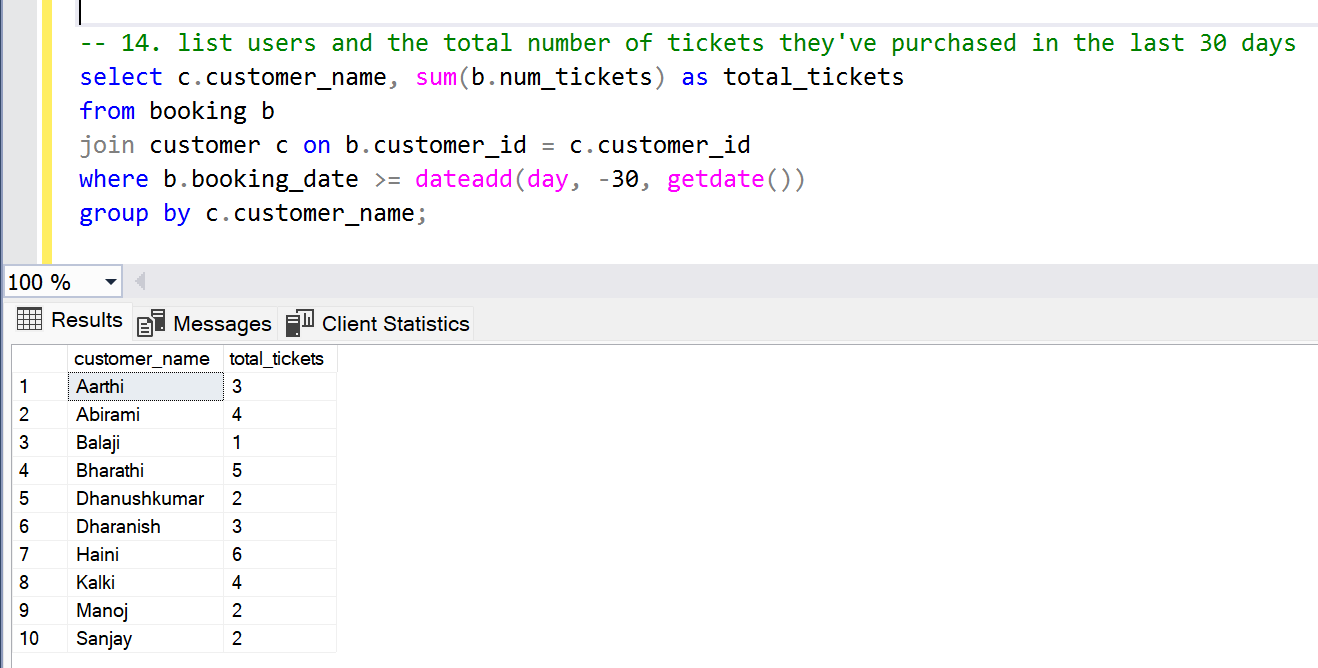 -- 14. list users and the total number of tickets they've purchased in the last 30 days
select c.customer_name, sum(b.num_tickets) as total_tickets
from booking b
join customer c on b.customer_id = c.customer_id
where b.booking_date >= dateadd(day, -30, getdate())
group by c.customer_name;
100 %
Results Messages Client Statistics
customer_name total_tickets
1 Aarthi 3
2 Abirami 4
3 Balaji 1
4 Bharathi 5
5 Dhanushkumar 2
6 Dharanish 3
7 Haini 6
8 Kalki 4
9 Manoj 2
10 Sanjay 2